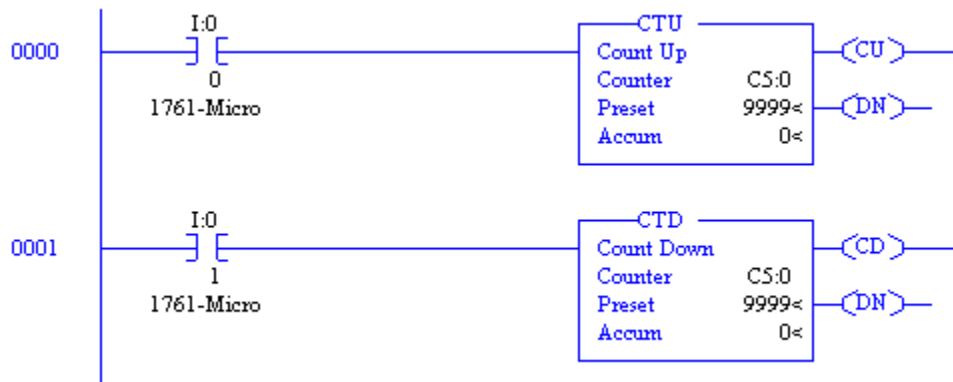 I:0
CTU
0000
Count Up
CU
0
Counter C5:0
1761-Micro
Preset 9999<
DN
Accum 0<
I:0
CTD
0001
Count Down
CD
1
Counter C5:0
1761-Micro
Preset 9999<
DN
Accum 0<